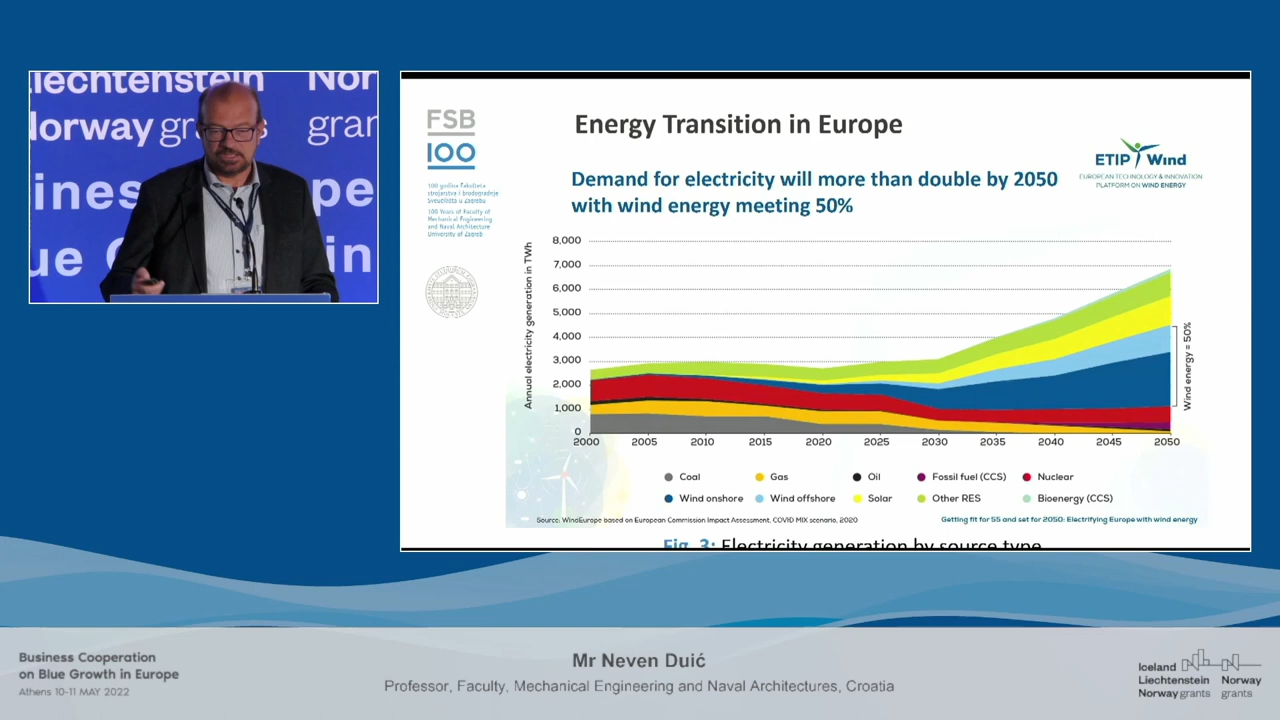 iechtenstein Nor
Norway grants gran
ines pe
ue in
FSB
100
100 godina Fakulteta
strojarstva i brodogradnje
Sveučilišta u Zagrebu
100 Years of Faculty of
Mechanical Engineering
and Naval Architecture
University of Zagreb
Energy Transition in Europe
ETIP Wind
EUROPEAN TECHNOLOGY & INNOVATION
PLATFORM ON WIND ENERGY
Demand for electricity will more than double by 2050
with wind energy meeting 50%
Annual electricity generation in TWh
8,000
7,000
6,000
5,000
4,000
3,000
2,000
1,000
0
2000 2005 2010 2015 2020 2025 2030 2035 2040 2045 2050
Wind energy = 50%
Coal Gas Oil Fossil fuel (CCS) Nuclear
Wind onshore Wind offshore Solar Other RES Bioenergy (CCS)
Source: WindEurope based on European Commission Impact Assessment, COVID MIX scenario, 2020
Getting fit for 55 and set for 2050: Electrifying Europe with wind energy
Fig. 3: Electricity generation by source type
Business Cooperation
on Blue Growth in Europe
Athens 10-11 MAY 2022
Mr Neven Duić
Professor, Faculty, Mechanical Engineering and Naval Architectures, Croatia
Iceland
Liechtenstein Norway
Norway grants grants